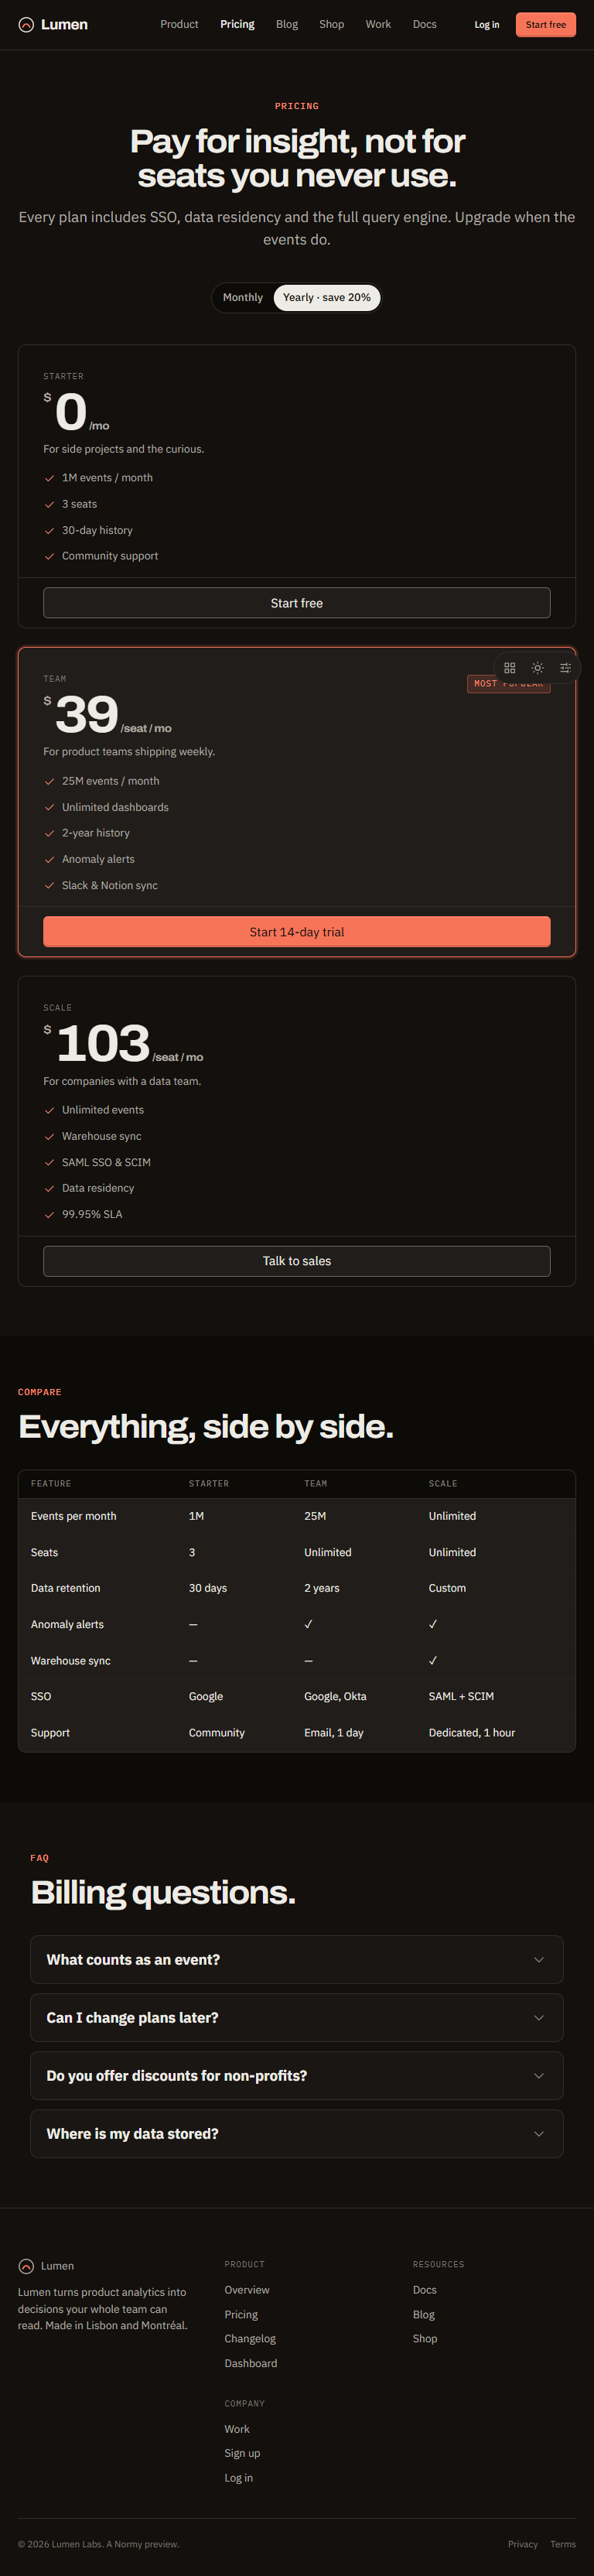 Lumen
Product
Pricing
Blog
Shop
Work
Docs
Log in
Start free
PRICING
Pay for insight, not for
seats you never use.
Every plan includes SSO, data residency and the full query engine. Upgrade when the
events do.
Monthly
Yearly · save 20%
STARTER
$ 0 /mo
For side projects and the curious.
1M events / month
3 seats
30-day history
Community support
Start free
TEAM
MOST POPULAR
$ 39 /seat / mo
For product teams shipping weekly.
25M events / month
Unlimited dashboards
2-year history
Anomaly alerts
Slack & Notion sync
Start 14-day trial
SCALE
$ 103 /seat / mo
For companies with a data team.
Unlimited events
Warehouse sync
SAML SSO & SCIM
Data residency
99.95% SLA
Talk to sales
COMPARE
Everything, side by side.
FEATURE STARTER TEAM SCALE
Events per month 1M 25M Unlimited
Seats 3 Unlimited Unlimited
Data retention 30 days 2 years Custom
Anomaly alerts — ✓ ✓
Warehouse sync — — ✓
SSO Google Google, Okta SAML + SCIM
Support Community Email, 1 day Dedicated, 1 hour
FAQ
Billing questions.
What counts as an event?
Can I change plans later?
Do you offer discounts for non-profits?
Where is my data stored?
Lumen
Lumen turns product analytics into
decisions your whole team can
read. Made in Lisbon and Montréal.
PRODUCT
Overview
Pricing
Changelog
Dashboard
RESOURCES
Docs
Blog
Shop
COMPANY
Work
Sign up
Log in
© 2026 Lumen Labs. A Normy preview.
Privacy
Terms